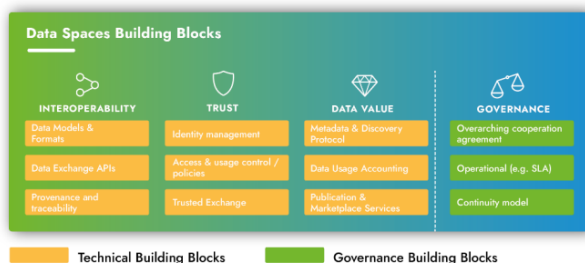 Data Spaces Building Blocks
INTEROPERABILITY
Data Models &
Formats
Data Exchange APIs
Provenance and
traceability
TRUST
Identity management
Access & usage control /
policies
Trusted Exchange
DATA VALUE
Metadata & Discovery
Protocol
Data Usage Accounting
Publication &
Marketplace Services
GOVERNANCE
Overarching cooperation
agreement
Operational (e.g. SLA)
Continuity model
Technical Building Blocks
Governance Building Blocks